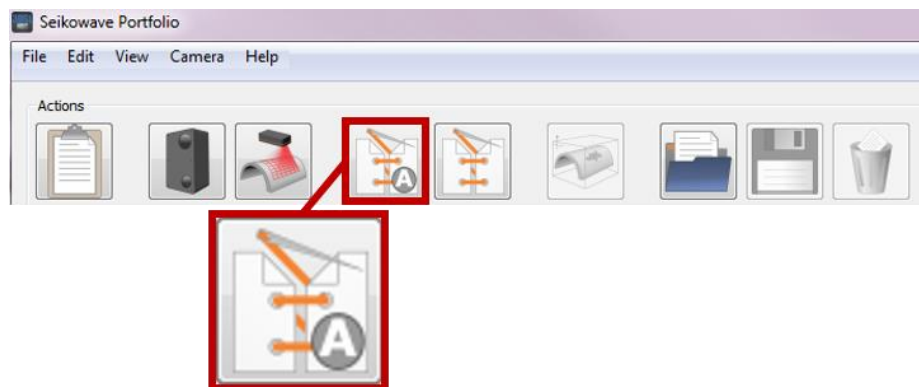 Seikowave Portfolio
File Edit View Camera Help
Actions
A
A